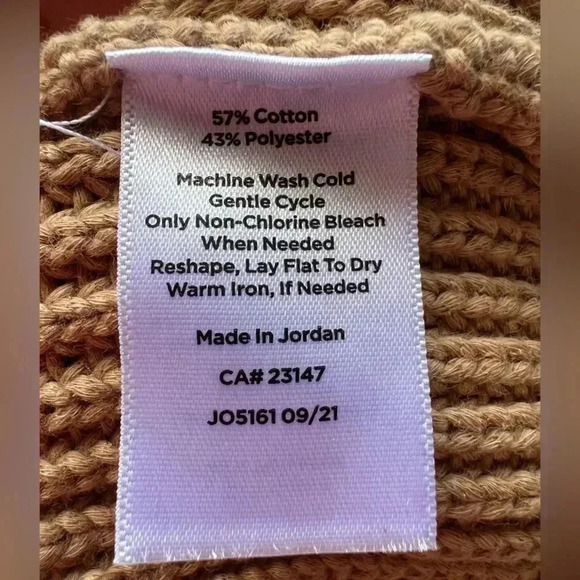 57% Cotton
43% Polyester
Machine Wash Cold
Gentle Cycle
Only Non-Chlorine Bleach
When Needed
Reshape, Lay Flat To Dry
Warm Iron, If Needed
Made In Jordan
CA# 23147
JO5161 09/21